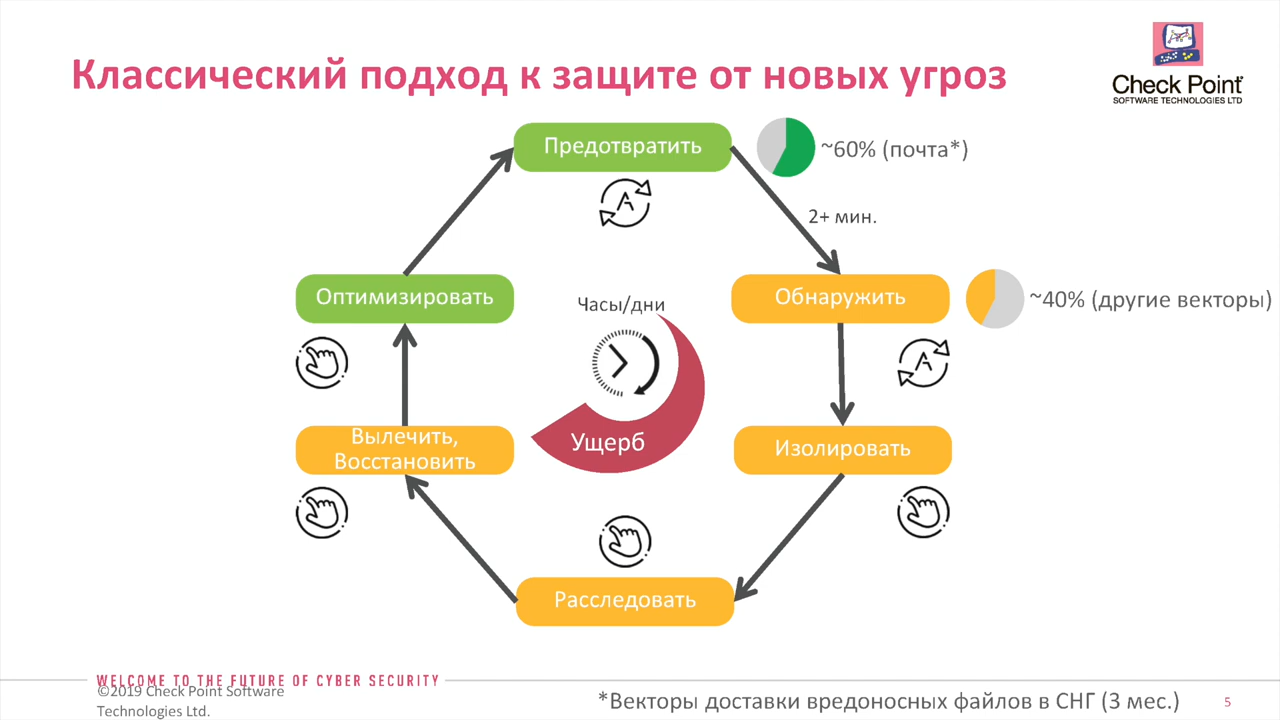 Классический подход к защите от новых угроз
Check Point
SOFTWARE TECHNOLOGIES LTD
Предотвратить
~60% (почта*)
A
2+ мин.
Оптимизировать
Часы/дни
Обнаружить
~40% (другие векторы)
A
Вылечить,
Восстановить
Ущерб
Изолировать
Расследовать
WELCOME TO THE FUTURE OF CYBER SECURITY
©2019 Check Point Software
Technologies Ltd.
*Векторы доставки вредоносных файлов в СНГ (3 мес.)
5